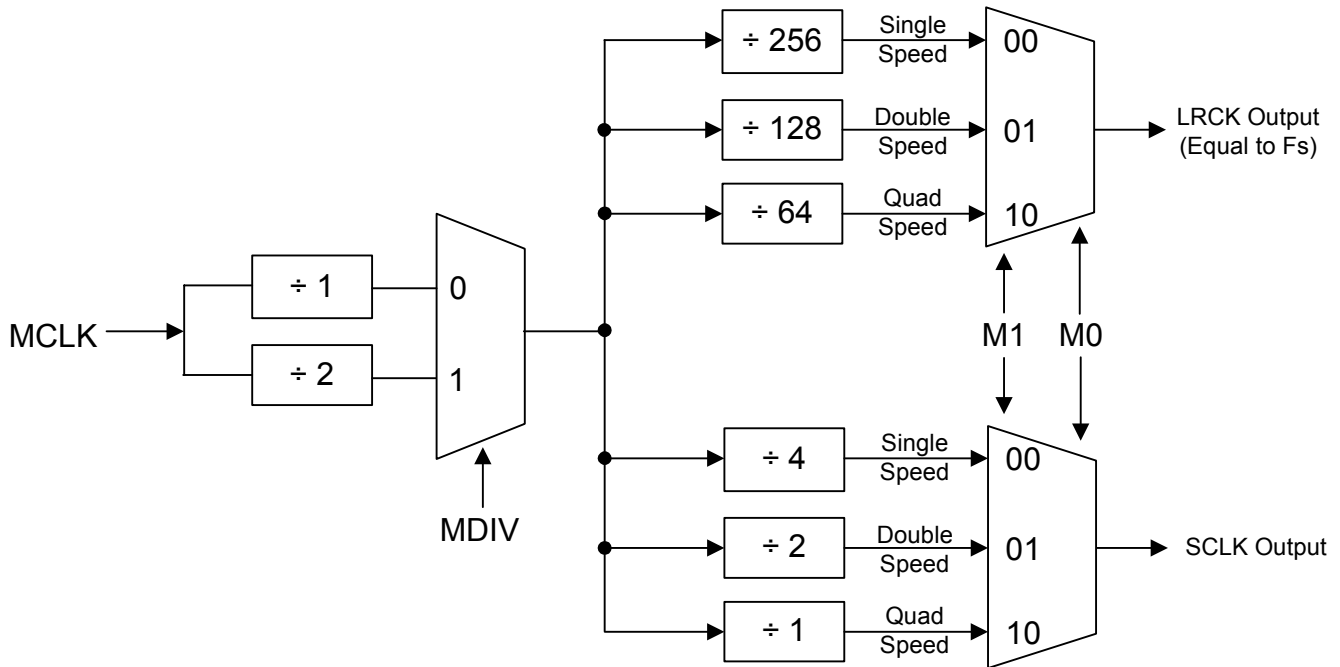 ÷ 256
Single
Speed
00
÷ 128
Double
Speed
01
LRCK Output
(Equal to Fs)
÷ 64
Quad
Speed
10
÷ 1
0
MCLK
÷ 2
1
MDIV
M1
M0
÷ 4
Single
Speed
00
÷ 2
Double
Speed
01
SCLK Output
÷ 1
Quad
Speed
10